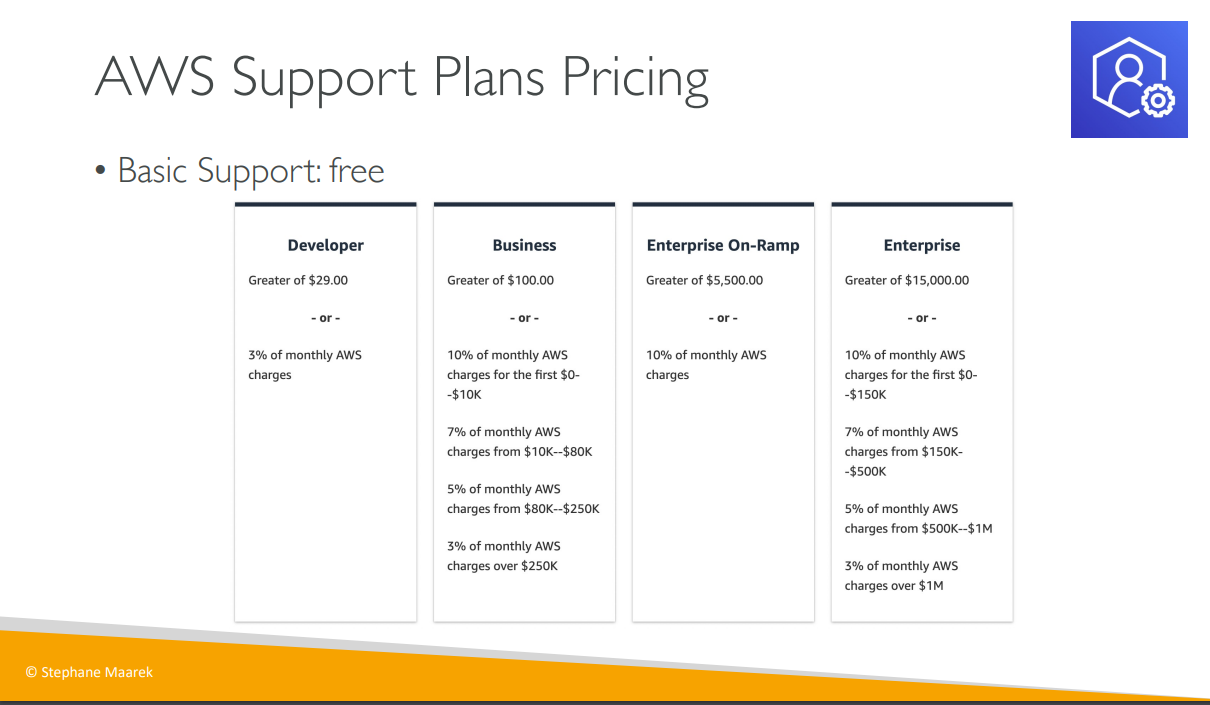 AWS Support Plans Pricing
• Basic Support: free
Developer
Greater of $29.00
- or -
3% of monthly AWS
charges
Business
Greater of $100.00
- or -
10% of monthly AWS
charges for the first $0-
-$10K
7% of monthly AWS
charges from $10K--$80K
5% of monthly AWS
charges from $80K--$250K
3% of monthly AWS
charges over $250K
Enterprise On-Ramp
Greater of $5,500.00
- or -
10% of monthly AWS
charges
Enterprise
Greater of $15,000.00
- or -
10% of monthly AWS
charges for the first $0-
-$150K
7% of monthly AWS
charges from $150K-
-$500K
5% of monthly AWS
charges from $500K--$1M
3% of monthly AWS
charges over $1M
© Stephane Maarek